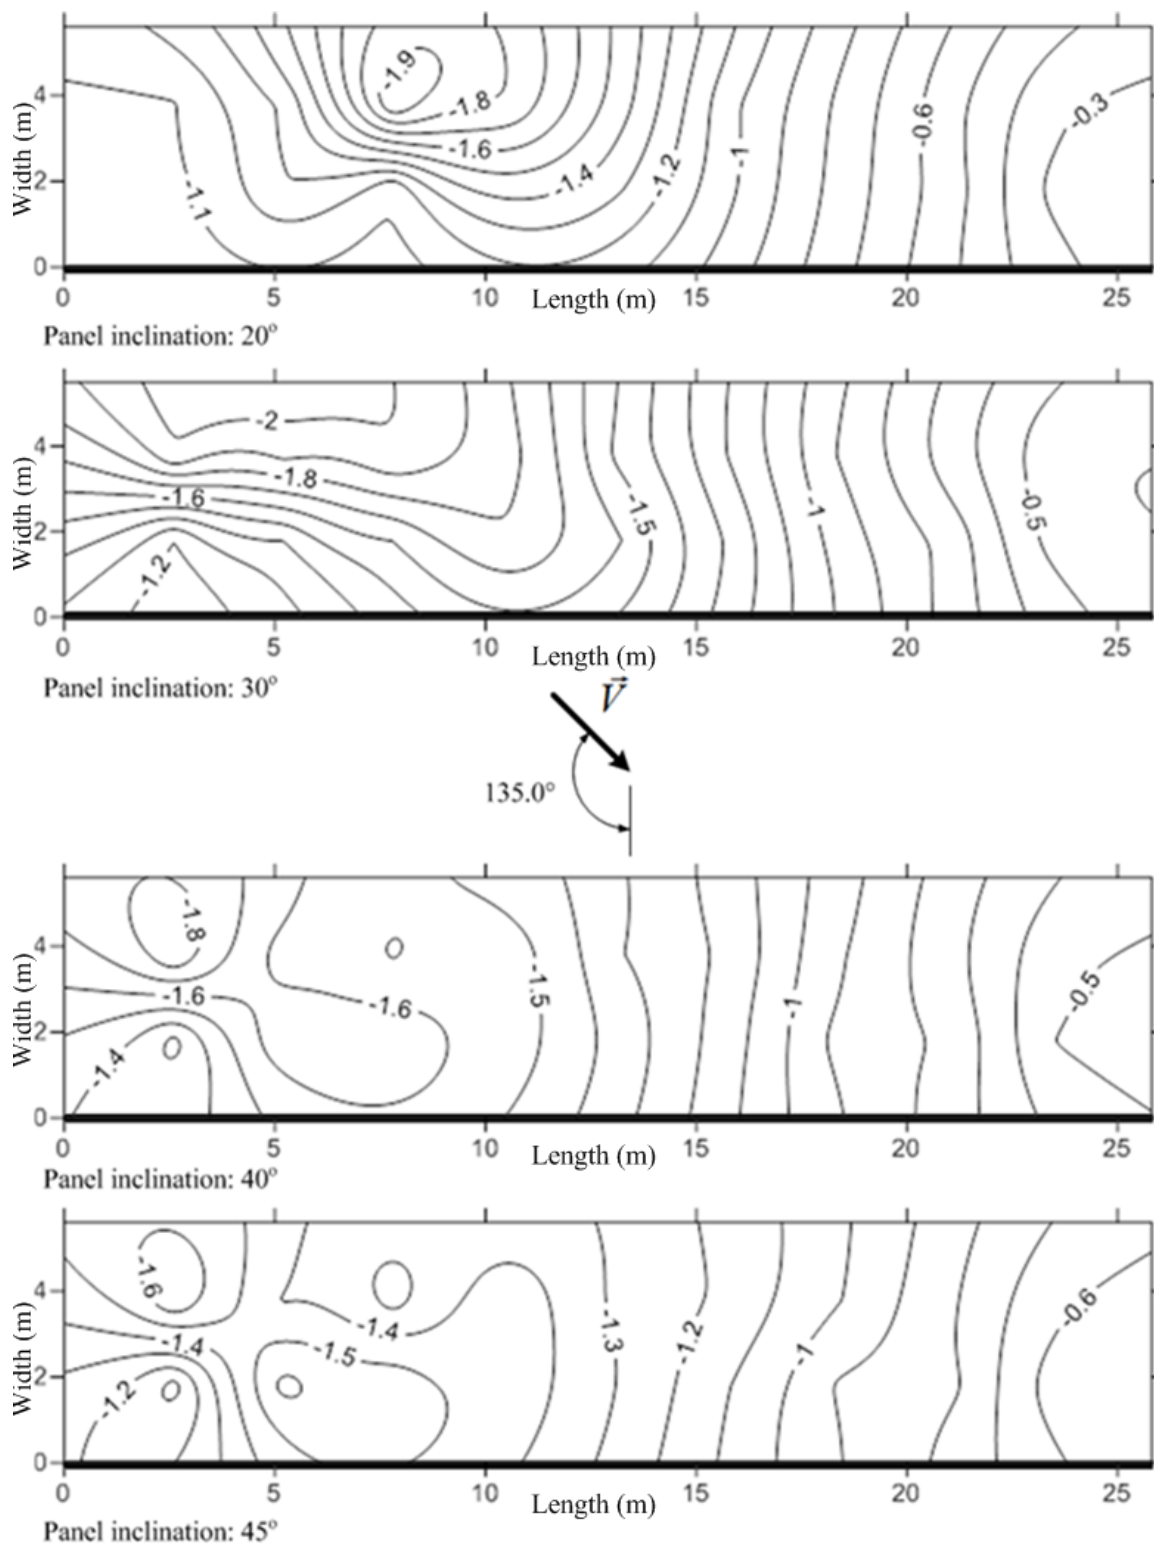 Width (m)
4
2
0
-1.9
-1.8
-1.6
-1.4
-1.2
-1
-0.6
-0.3
-1.1
0 5 10 15 20 25
Length (m)
Panel inclination: 20°
Width (m)
4
2
0
-2
-1.8
-1.6
-1.2
-1.5
-1
-0.5
0 5 10 15 20 25
Length (m)
Panel inclination: 30°
V
135.0°
Width (m)
4
2
0
-1.8
-1.6
-1.6
-1.4
-1.5
-1
-0.5
0 5 10 15 20 25
Length (m)
Panel inclination: 40°
Width (m)
4
2
0
-1.6
-1.4
-1.2
-1.4
-1.5
-1.3
-1.2
-1
-0.6
0 5 10 15 20 25
Length (m)
Panel inclination: 45°